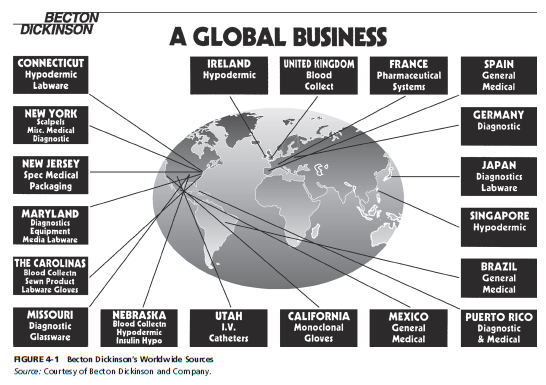 BECTON
DICKINSON
A GLOBAL BUSINESS
CONNECTICUT
Hypodermic
Labware
IRELAND
Hypodermic
UNITED KINGDOM
Blood
Collect
FRANCE
Pharmaceutical
Systems
SPAIN
General
Medical
NEW YORK
Scalpels
Misc. Medical
Diagnostic
GERMANY
Diagnostic
NEW JERSEY
Spec Medical
Packaging
JAPAN
Diagnostics
Labware
MARYLAND
Diagnostics
Equipment
Media Labware
SINGAPORE
Hypodermic
THE CAROLINAS
Blood Collectn
Sewn Product
Labware Gloves
BRAZIL
General
Medical
MISSOURI
Diagnostic
Glassware
NEBRASKA
Blood Collectn
Hypodermic
Insulin Hypo
UTAH
I.V.
Catheters
CALIFORNIA
Monoclonal
Gloves
MEXICO
General
Medical
PUERTO RICO
Diagnostic
& Medical
FIGURE 4-1 Becton Dickinson's Worldwide Sources
Source: Courtesy of Becton Dickinson and Company.